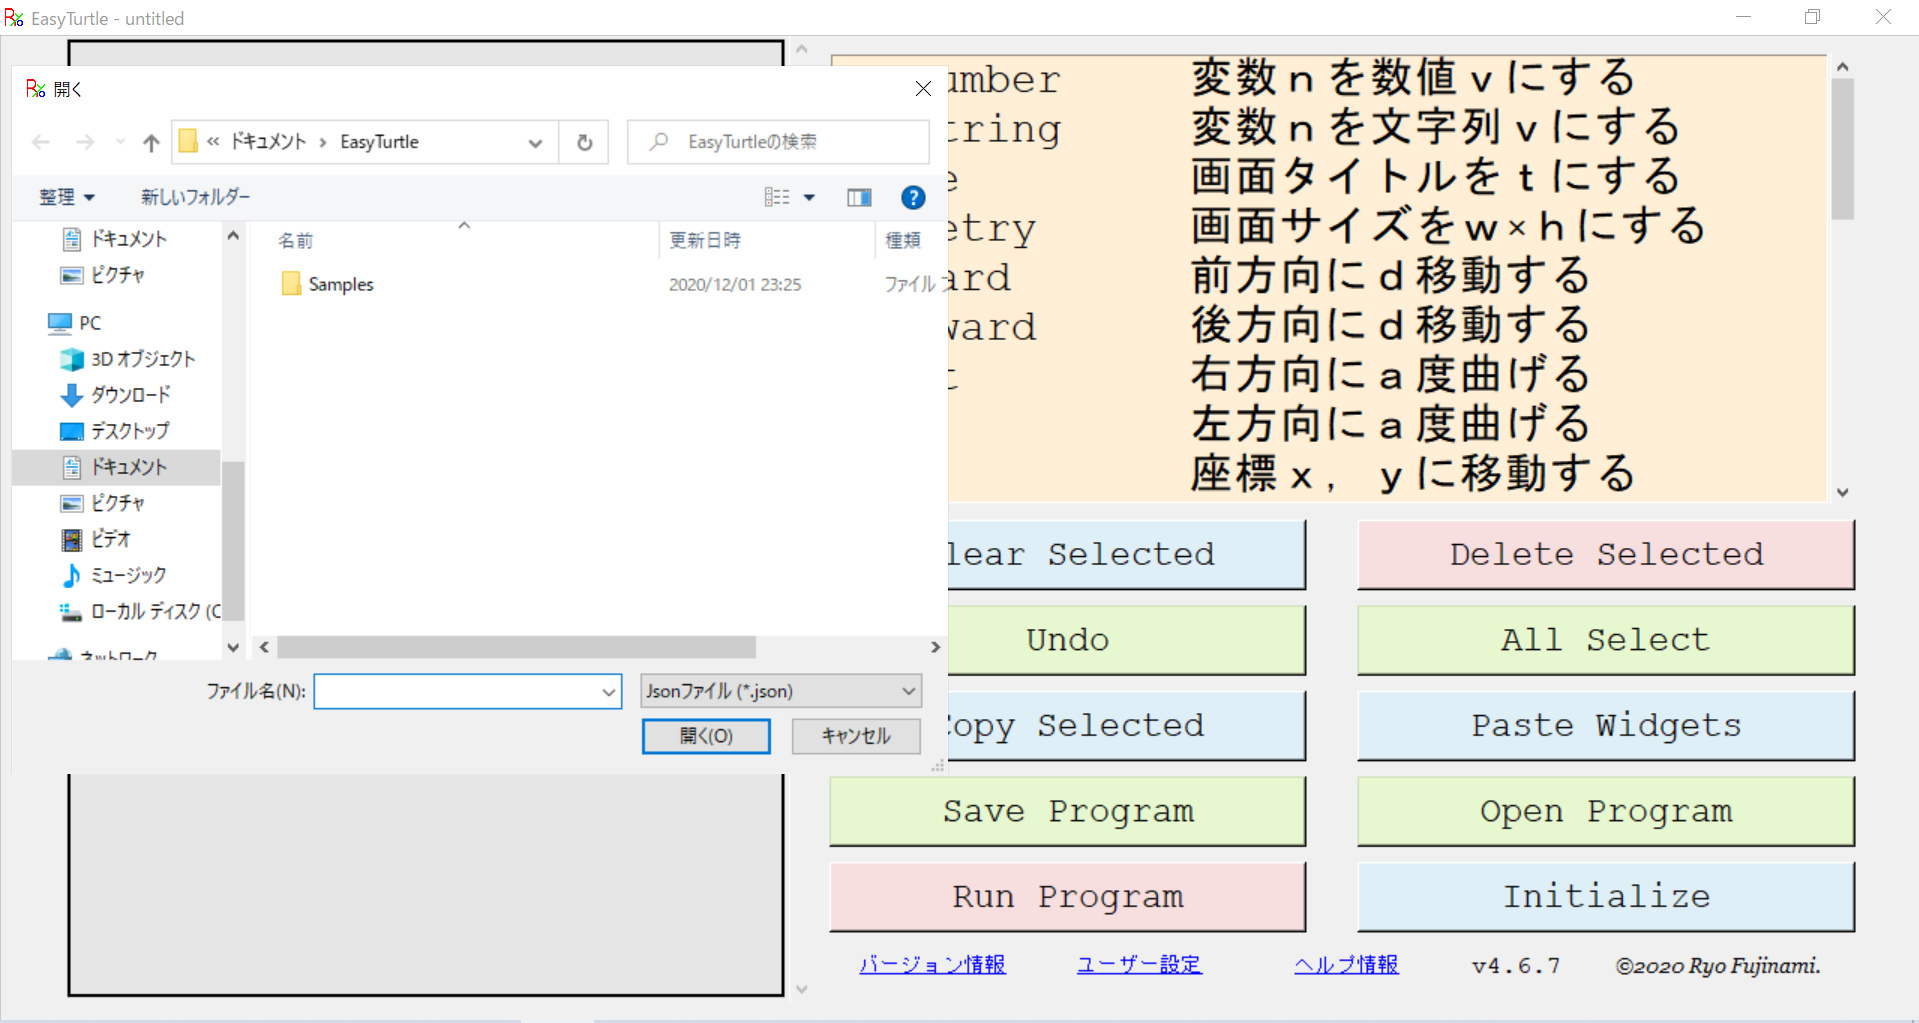 EasyTurtle - untitled
開く
« ドキュメント › EasyTurtle
EasyTurtleの検索
整理
新しいフォルダー
ドキュメント
ピクチャ
PC
3D オブジェクト
ダウンロード
デスクトップ
ドキュメント
ピクチャ
ビデオ
ミュージック
ローカル ディスク (C
ネットワーク
名前
更新日時
種類
Samples
2020/12/01 23:25
ファイル
ファイル名(N):
Jsonファイル (*.json)
開く(O)
キャンセル
umber 変数nを数値vにする
tring 変数nを文字列vにする
e 画面タイトルをtにする
etry 画面サイズをw×hにする
ard 前方向にd移動する
ward 後方向にd移動する
t 右方向にa度曲げる
左方向にa度曲げる
座標x, yに移動する
lear Selected
Delete Selected
Undo
All Select
opy Selected
Paste Widgets
Save Program
Open Program
Run Program
Initialize
バージョン情報
ユーザー設定
ヘルプ情報
v4.6.7
©2020 Ryo Fujinami.